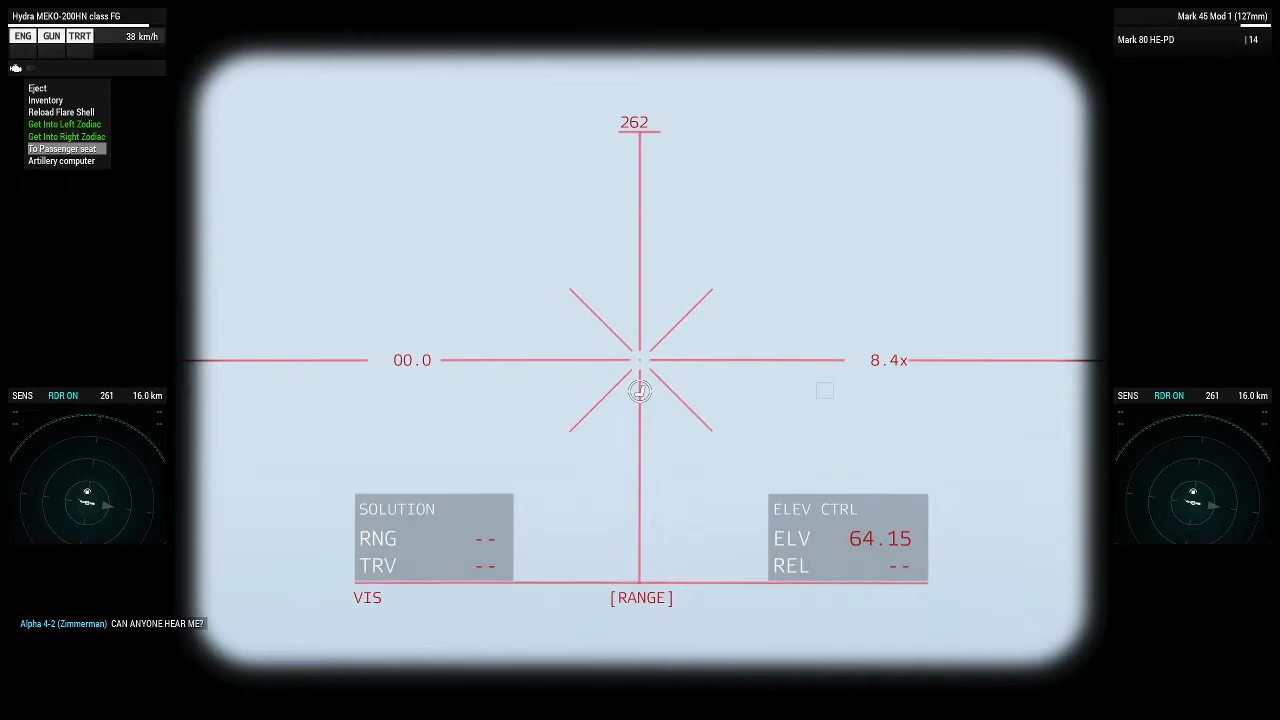 Hydra MEKO-200HN class FG
ENG GUN TRRT 38 km/h
Eject
Inventory
Reload Flare Shell
Get Into Left Zodiac
Get Into Right Zodiac
To Passenger seat
Artillery computer
Mark 45 Mod 1 (127mm)
Mark 80 HE-PD | 14
262
00.0
8.4x
SENS RDR ON 261 16.0 km
SENS RDR ON 261 16.0 km
SOLUTION
RNG --
TRV --
ELEV CTRL
ELV 64.15
REL --
VIS
[RANGE]
Alpha 4-2 (Zimmerman) CAN ANYONE HEAR ME?